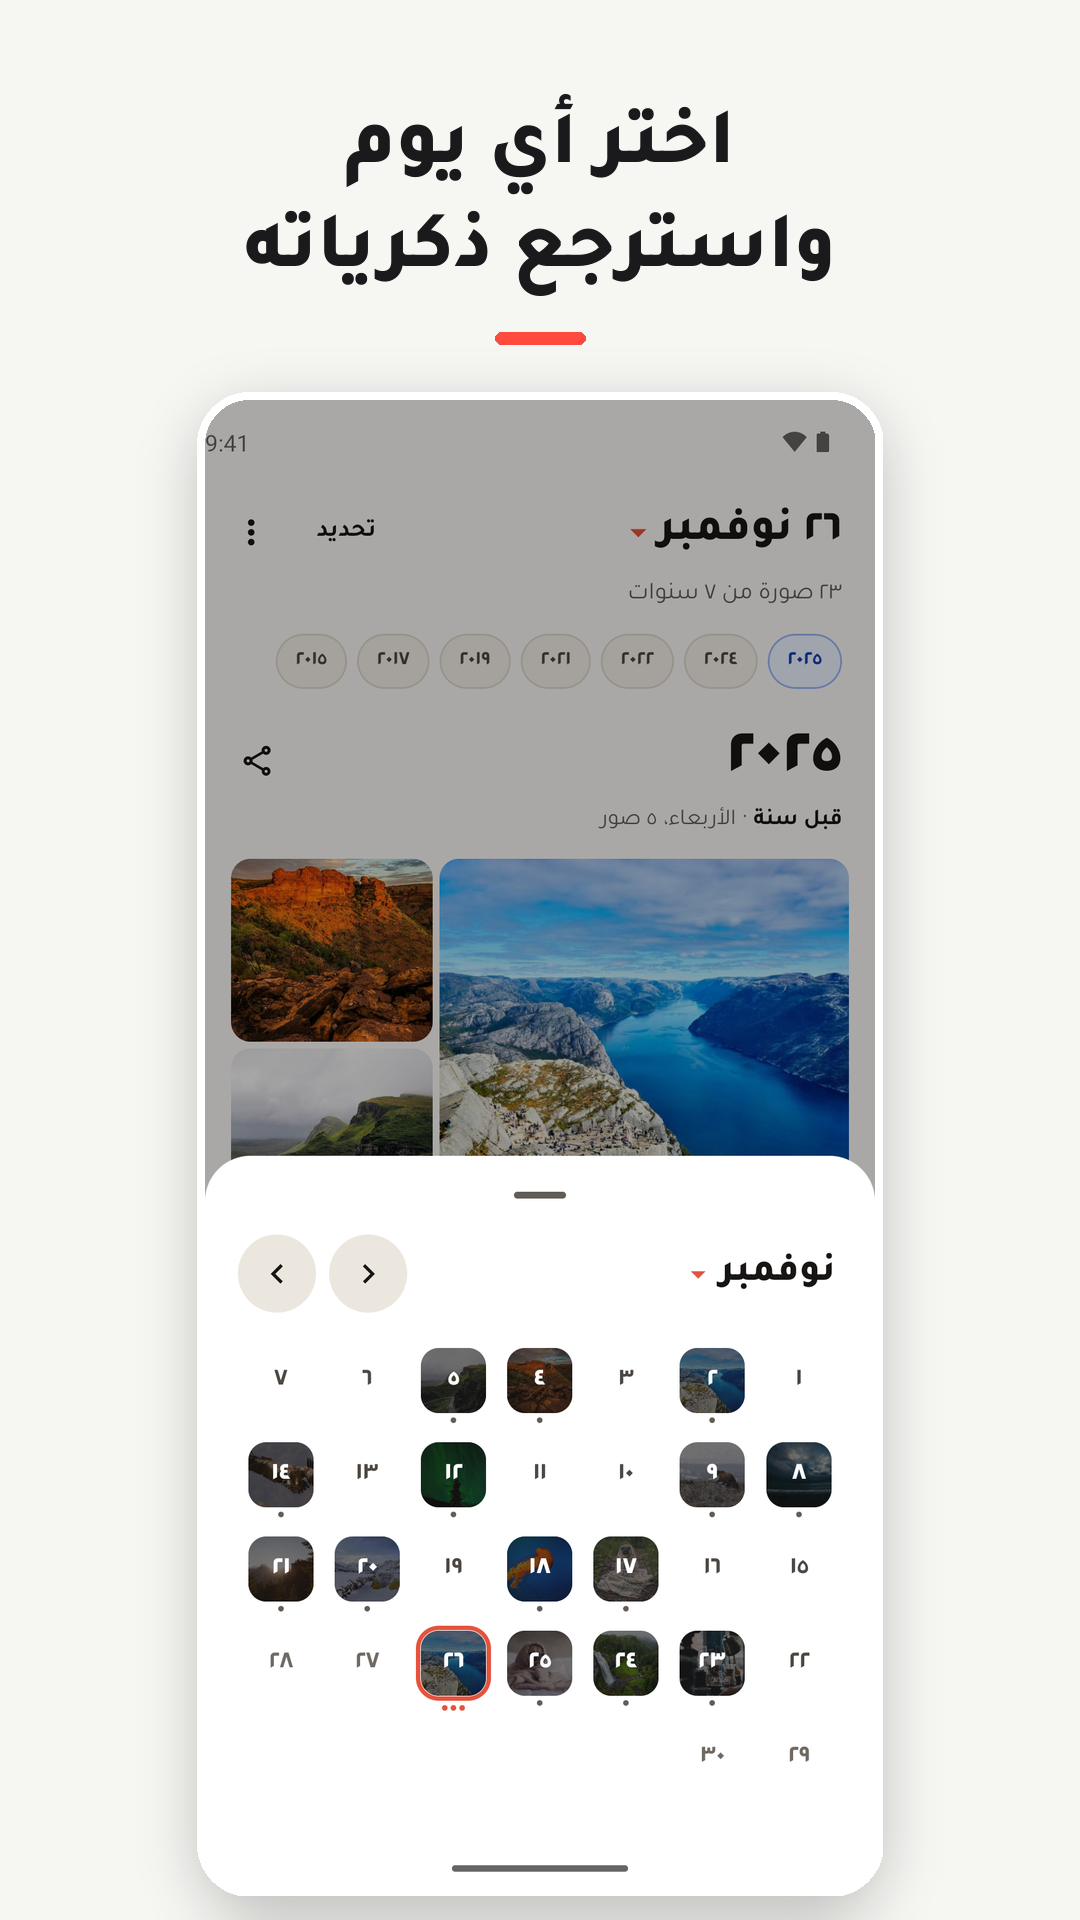 اختر أي يوم
واسترجع ذكرياته
9:41
٢٦ نوفمبر
تحديد
٢٣ صورة من ٧ سنوات
٢٠٢٥ ٢٠٢٤ ٢٠٢٢ ٢٠٢١ ٢٠١٩ ٢٠١٧ ٢٠١٥
٢٠٢٥
قبل سنة · الأربعاء، ٥ صور
نوفمبر
١ ٢ ٣ ٤ ٥ ٦ ٧
٨ ٩ ١٠ ١١ ١٢ ١٣ ١٤
١٥ ١٦ ١٧ ١٨ ١٩ ٢٠ ٢١
٢٢ ٢٣ ٢٤ ٢٥ ٢٦ ٢٧ ٢٨
٢٩ ٣٠